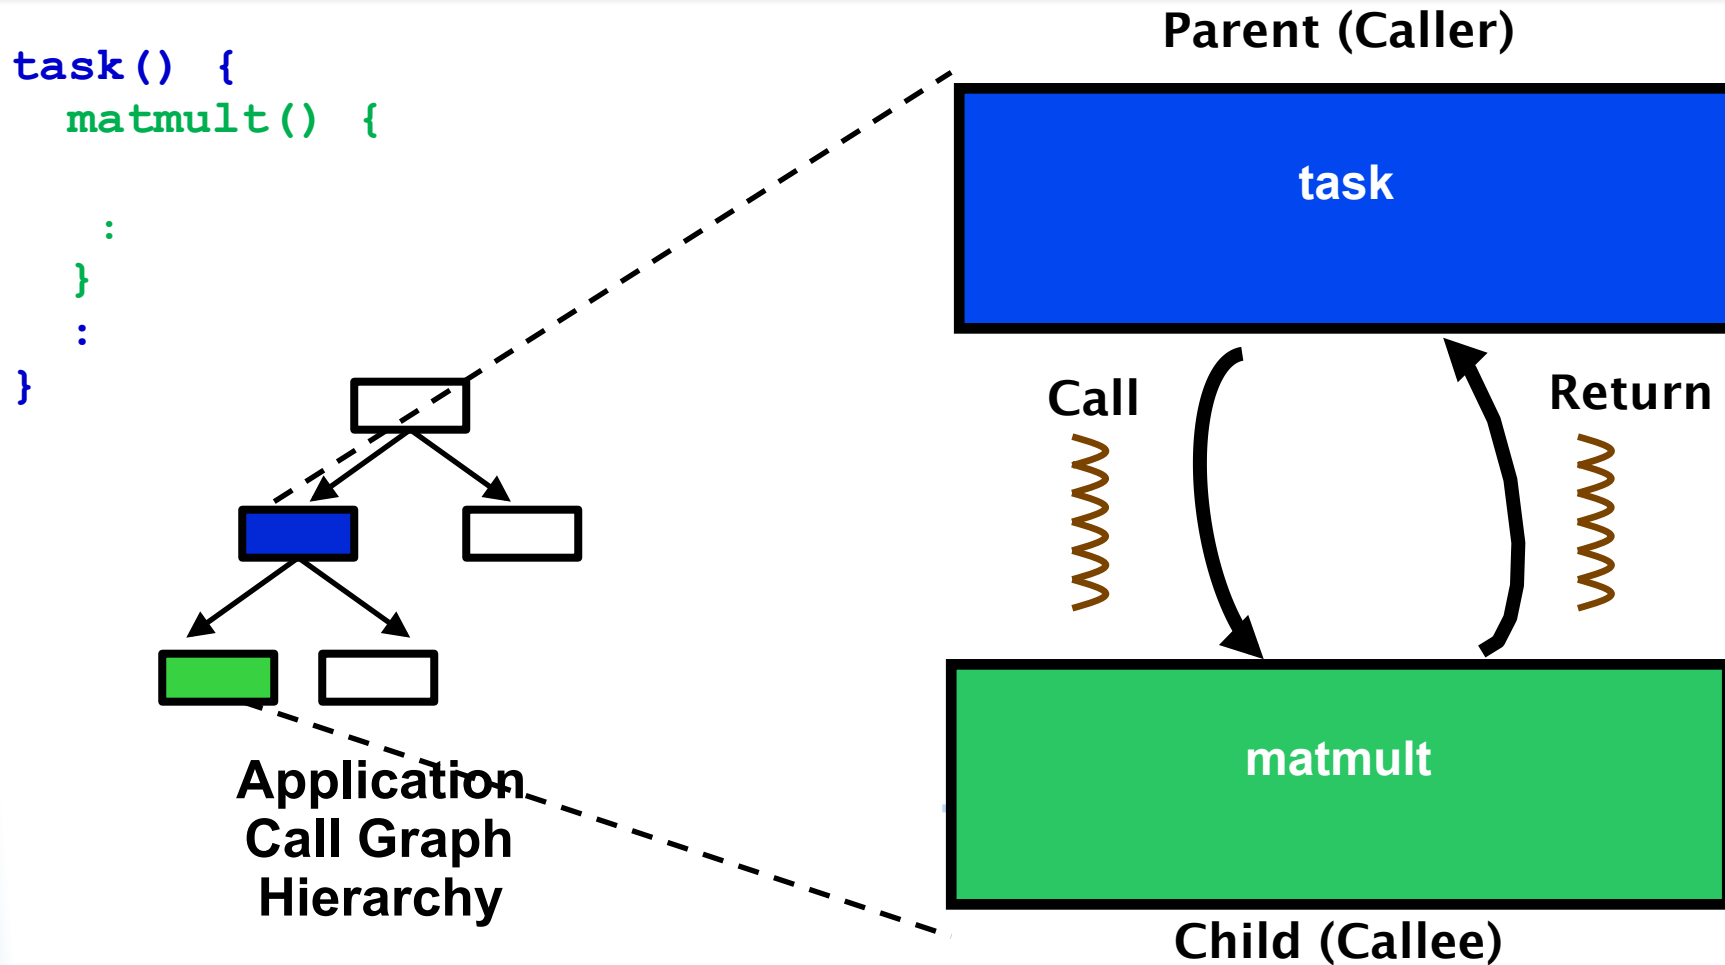 task() {
matmult() {
:
}
:
}
Application
Call Graph
Hierarchy
Parent (Caller)
task
Call
Return
matmult
Child (Callee)